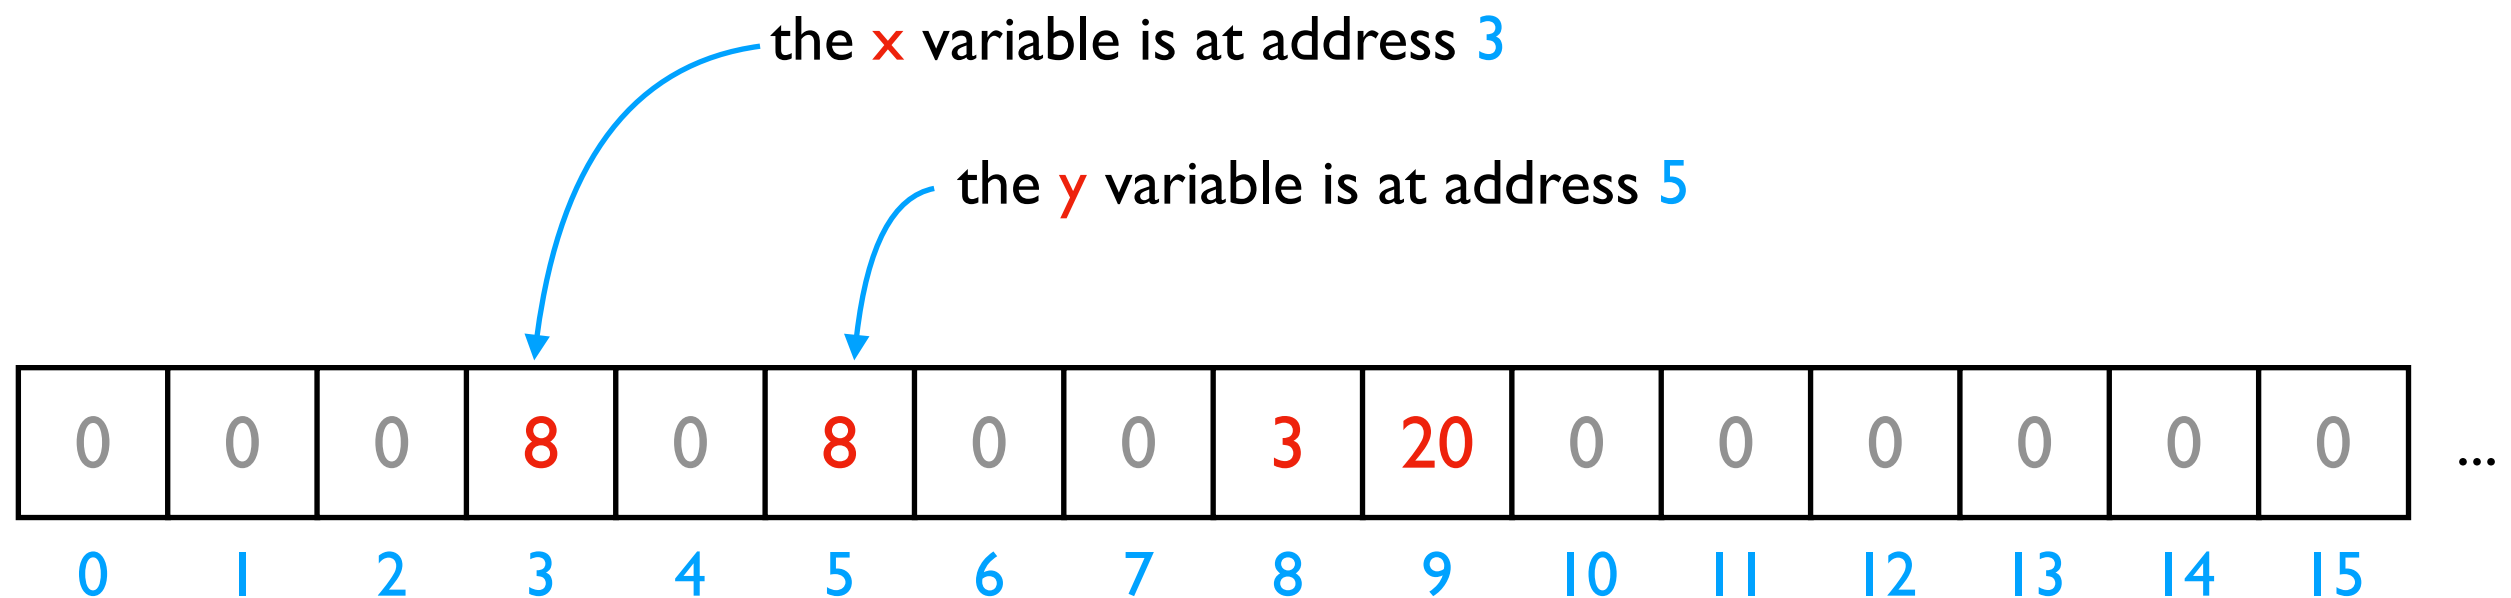 the x variable is at address 3
the y variable is at address 5
0 0 0 8 0 8 0 0 3 20 0 0 0 0 0 0 ...
0 1 2 3 4 5 6 7 8 9 10 11 12 13 14 15